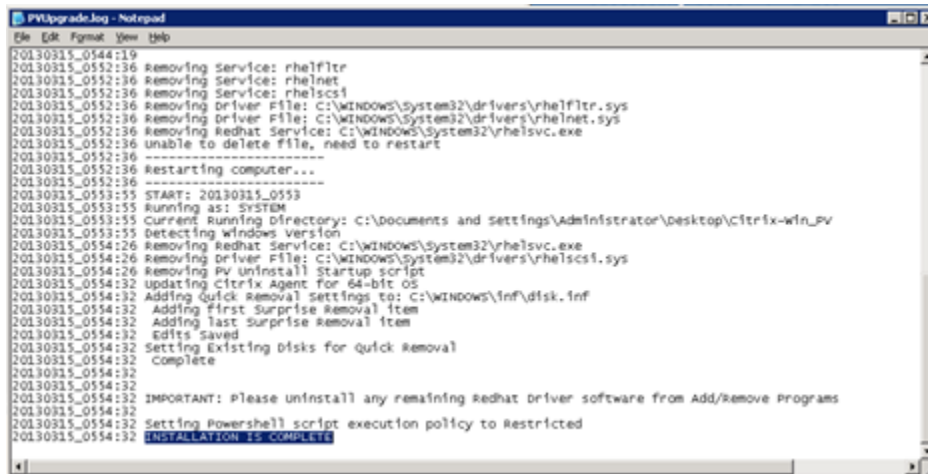 PVUpgrade.log - Notepad
File Edit Format View Help
20130315_0544:19
20130315_0552:36 Removing Service: rhelfltr
20130315_0552:36 Removing Service: rhelnet
20130315_0552:36 Removing Service: rhelscsi
20130315_0552:36 Removing Driver File: C:\WINDOWS\System32\drivers\rhelfltr.sys
20130315_0552:36 Removing Driver File: C:\WINDOWS\System32\drivers\rhelnet.sys
20130315_0552:36 Removing Redhat Service: C:\WINDOWS\System32\rhelsvc.exe
20130315_0552:36 Unable to delete file, need to restart
20130315_0552:36 ------------------------
20130315_0552:36 Restarting computer...
20130315_0552:36 ------------------------
20130315_0553:55 START: 20130315_0553
20130315_0553:55 Running as: SYSTEM
20130315_0553:55 Current Running Directory: C:\Documents and Settings\Administrator\Desktop\Citrix-Win_PV
20130315_0553:55 Detecting Windows Version
20130315_0554:26 Removing Redhat Service: C:\WINDOWS\System32\rhelsvc.exe
20130315_0554:26 Removing Driver File: C:\WINDOWS\System32\drivers\rhelscsi.sys
20130315_0554:26 Removing PV Uninstall Startup script
20130315_0554:32 Updating Citrix Agent for 64-bit OS
20130315_0554:32 Adding Quick Removal Settings to: C:\WINDOWS\inf\disk.inf
20130315_0554:32 Adding first Surprise Removal item
20130315_0554:32 Adding last Surprise Removal item
20130315_0554:32 Edits Saved
20130315_0554:32 Setting Existing Disks for Quick Removal
20130315_0554:32 Complete
20130315_0554:32
20130315_0554:32
20130315_0554:32 IMPORTANT: Please Uninstall any remaining Redhat Driver software from Add/Remove Programs
20130315_0554:32
20130315_0554:32 Setting Powershell script execution policy to Restricted
20130315_0554:32 INSTALLATION IS COMPLETE